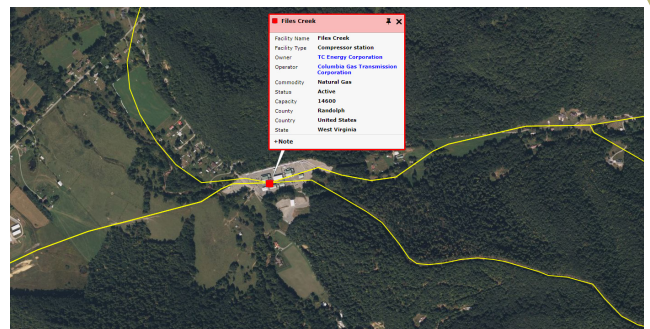 Files Creek
Facility Name Files Creek
Facility Type Compressor station
Owner TC Energy Corporation
Operator Columbia Gas Transmission
Corporation
Commodity Natural Gas
Status Active
Capacity 14600
County Randolph
Country United States
State West Virginia
+Note